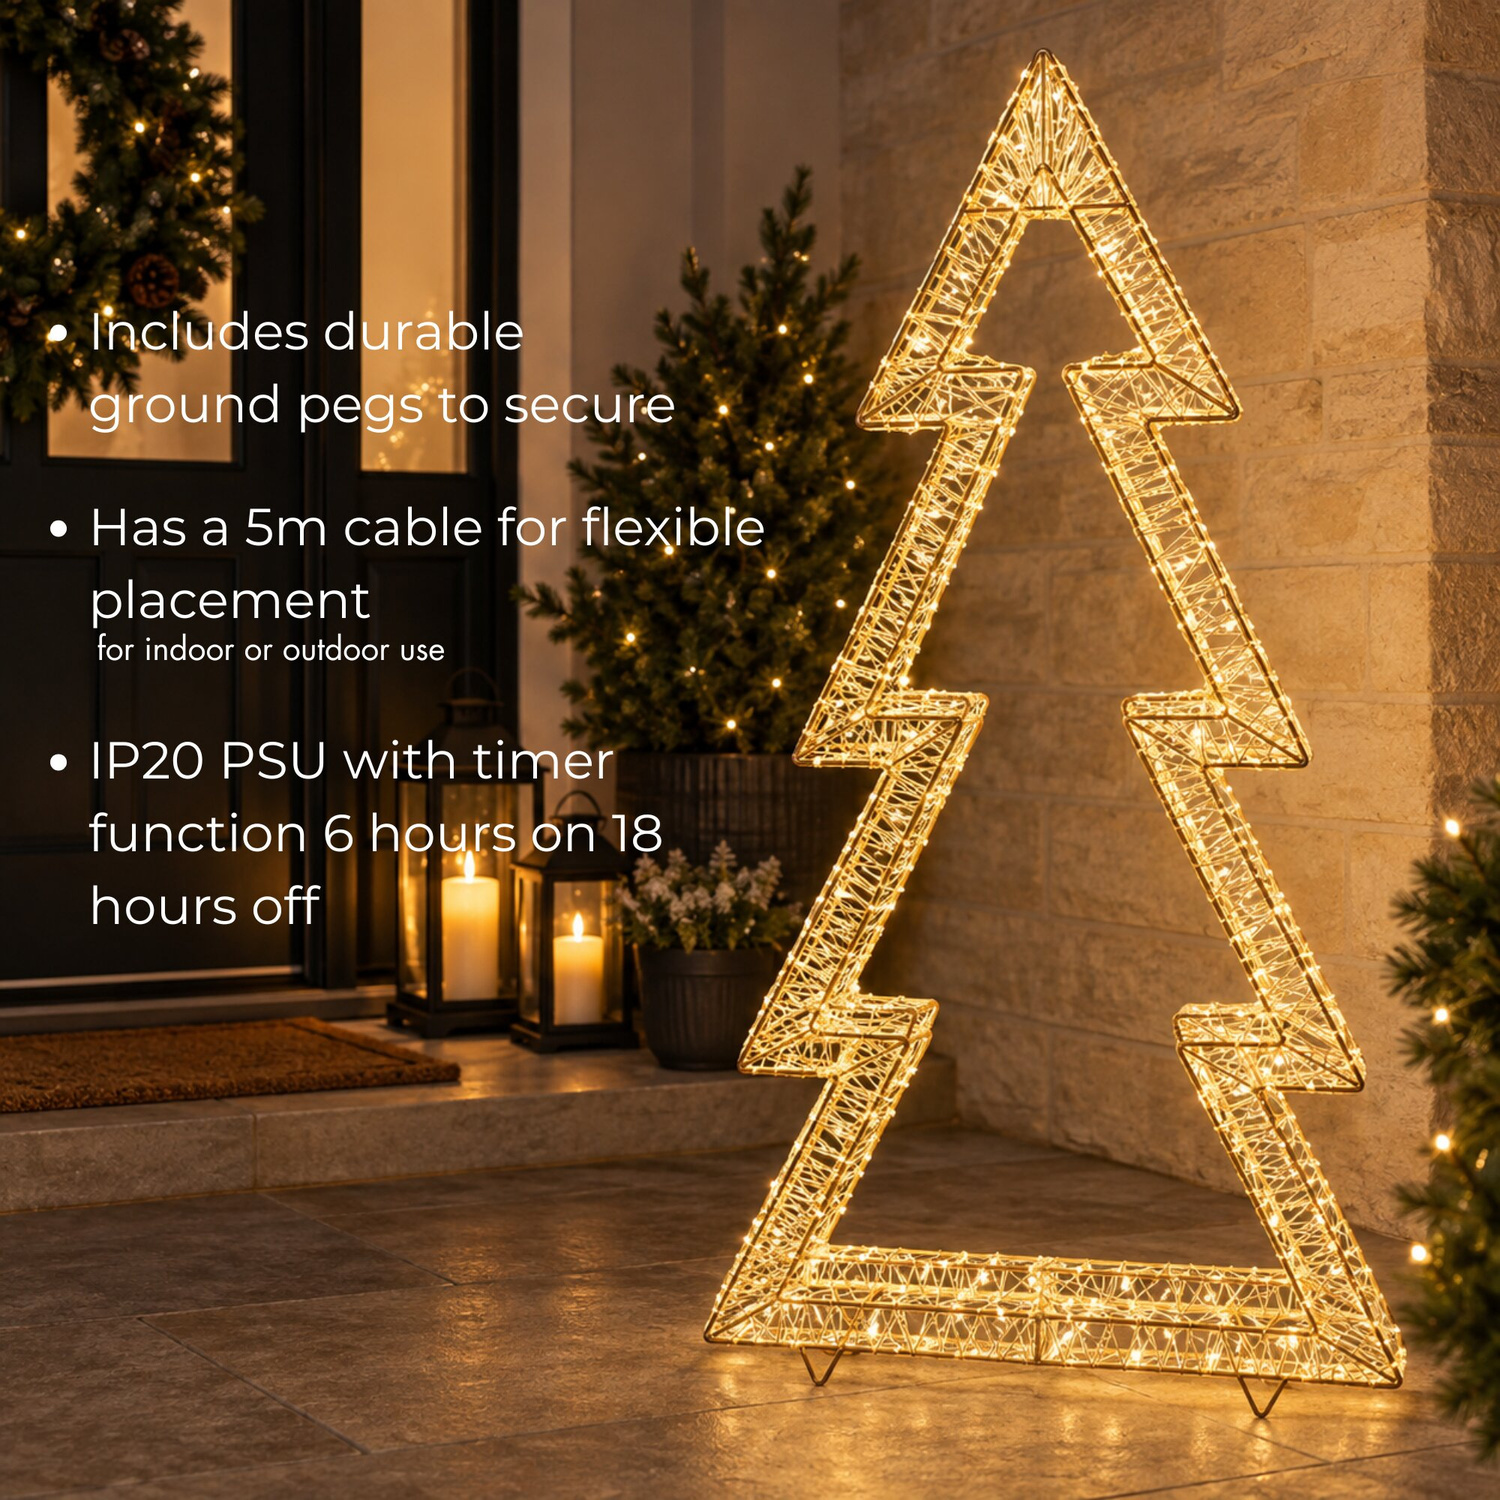 • Includes durable
ground pegs to secure
• Has a 5m cable for flexible
placement
for indoor or outdoor use
• IP20 PSU with timer
function 6 hours on 18
hours off